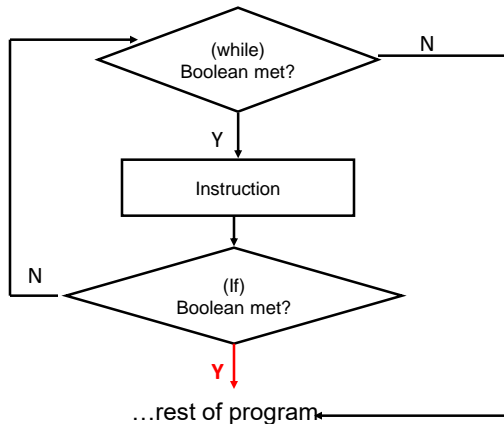 (while)
Boolean met?
N
Y
Instruction
(If)
Boolean met?
N
Y
...rest of program